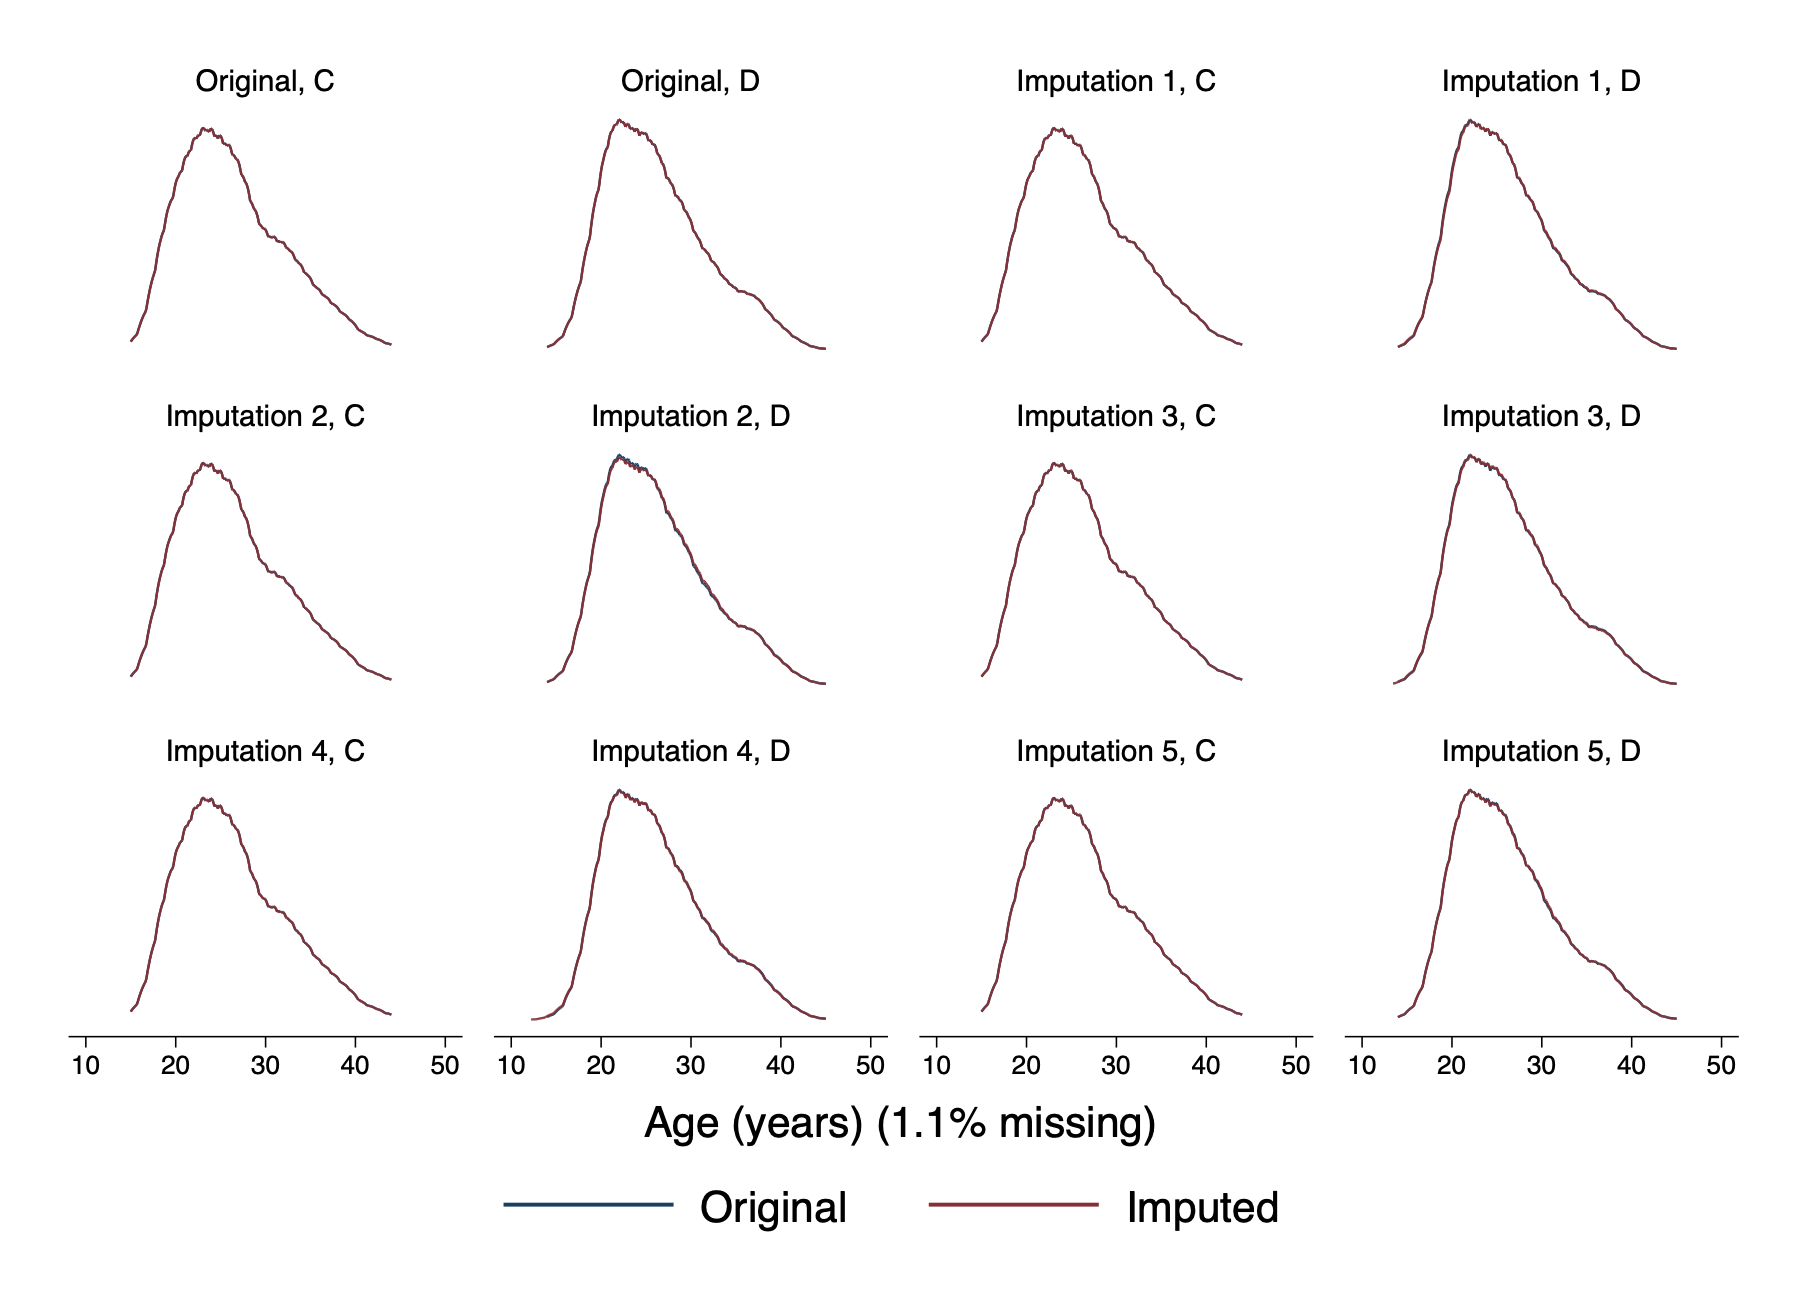 Original, C
Original, D
Imputation 1, C
Imputation 1, D
Imputation 2, C
Imputation 2, D
Imputation 3, C
Imputation 3, D
Imputation 4, C
Imputation 4, D
Imputation 5, C
Imputation 5, D
10 20 30 40 50 10 20 30 40 50 10 20 30 40 50 10 20 30 40 50
Age (years) (1.1% missing)
Original Imputed